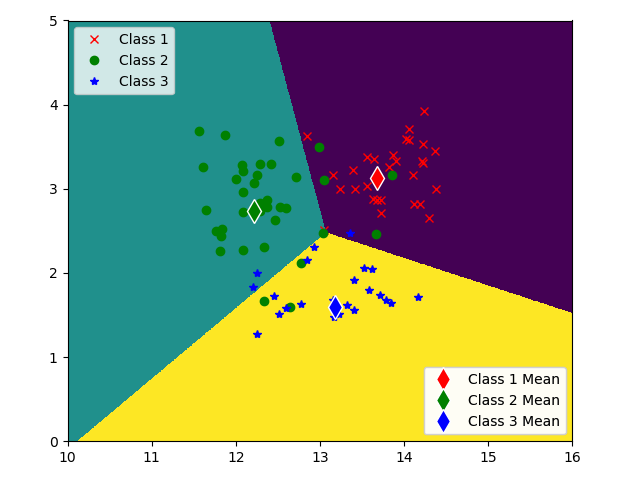 5
4
3
2
1
0
Class 1
Class 2
Class 3
Class 1 Mean
Class 2 Mean
Class 3 Mean
10 11 12 13 14 15 16